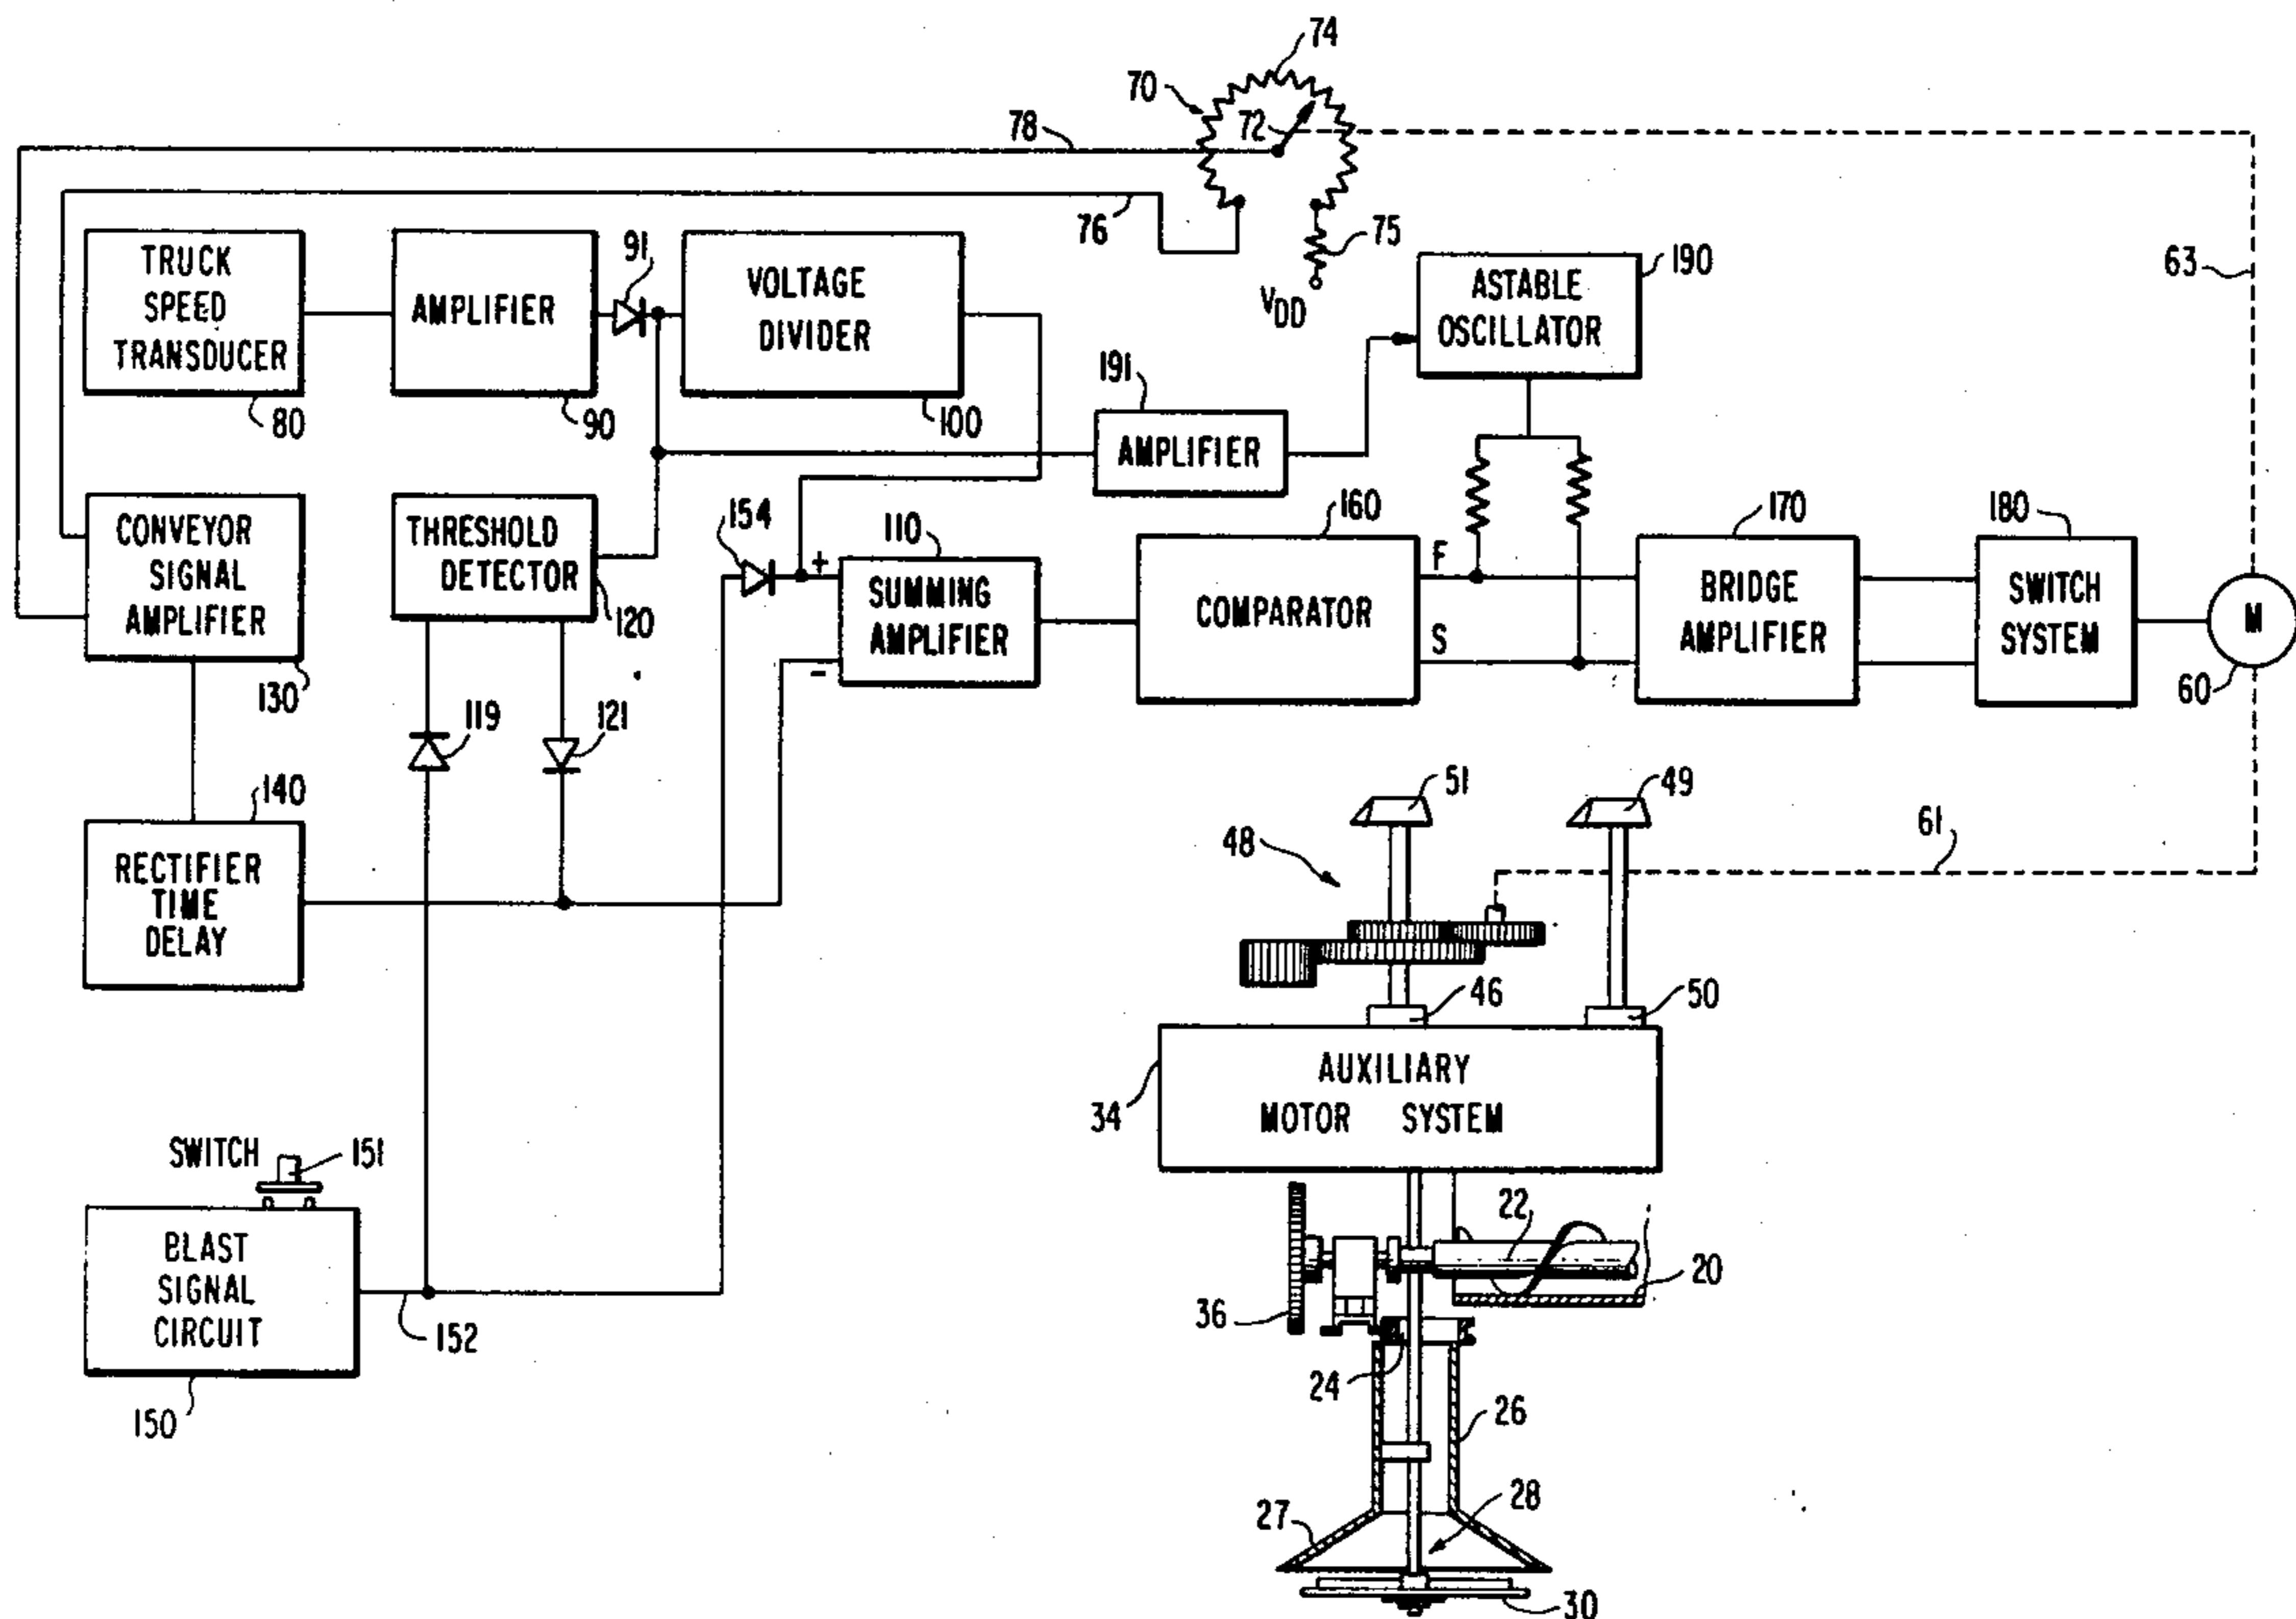 74
70
72
78
76
75
V_DD
63
TRUCK
SPEED
TRANSDUCER
80
AMPLIFIER
90
91
VOLTAGE
DIVIDER
100
ASTABLE
OSCILLATOR
190
191
AMPLIFIER
CONVEYOR
SIGNAL
AMPLIFIER
130
THRESHOLD
DETECTOR
120
154
+
-
110
SUMMING
AMPLIFIER
160
COMPARATOR
F
S
170
BRIDGE
AMPLIFIER
180
SWITCH
SYSTEM
M
60
119
121
140
RECTIFIER
TIME
DELAY
51
49
48
61
46
50
AUXILIARY
MOTOR SYSTEM
34
SWITCH
151
BLAST
SIGNAL
CIRCUIT
152
150
22
20
36
24
26
27
28
30